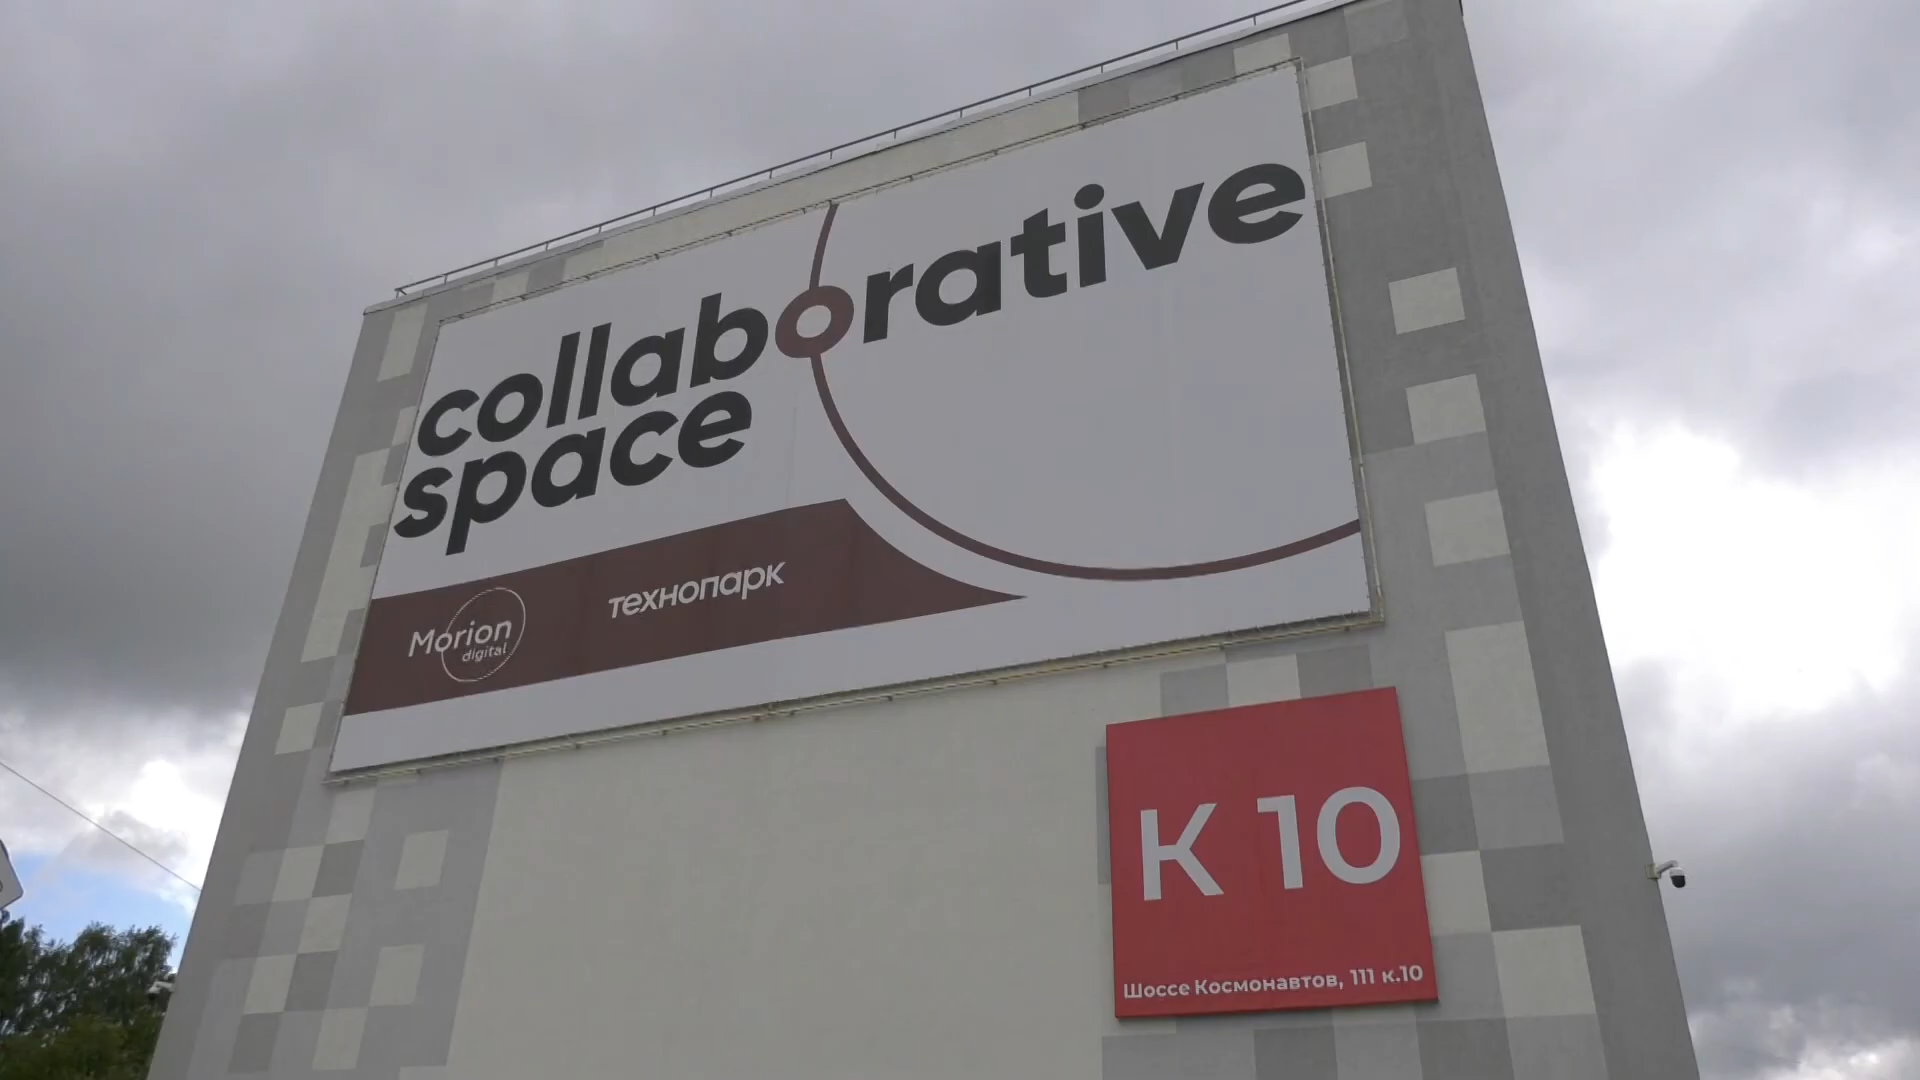 collaborative
space
Morion
digital
технопарк
К 10
Шоссе Космонавтов, 111 к.10